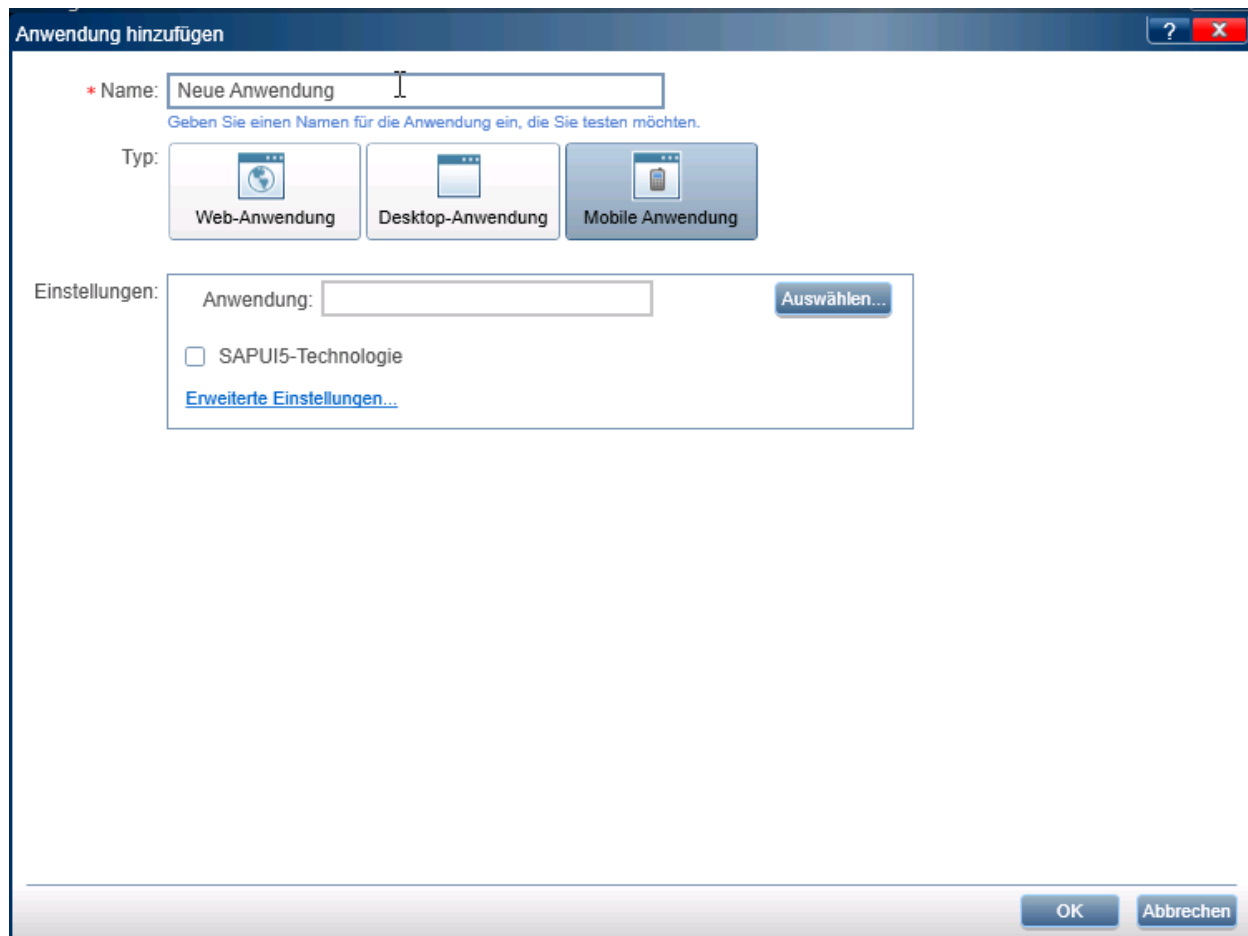 Anwendung hinzufügen
?
* Name: Neue Anwendung
Geben Sie einen Namen für die Anwendung ein, die Sie testen möchten.
Typ:
Web-Anwendung Desktop-Anwendung Mobile Anwendung
Einstellungen: Anwendung: Auswählen...
SAPUI5-Technologie
Erweiterte Einstellungen...
OK Abbrechen